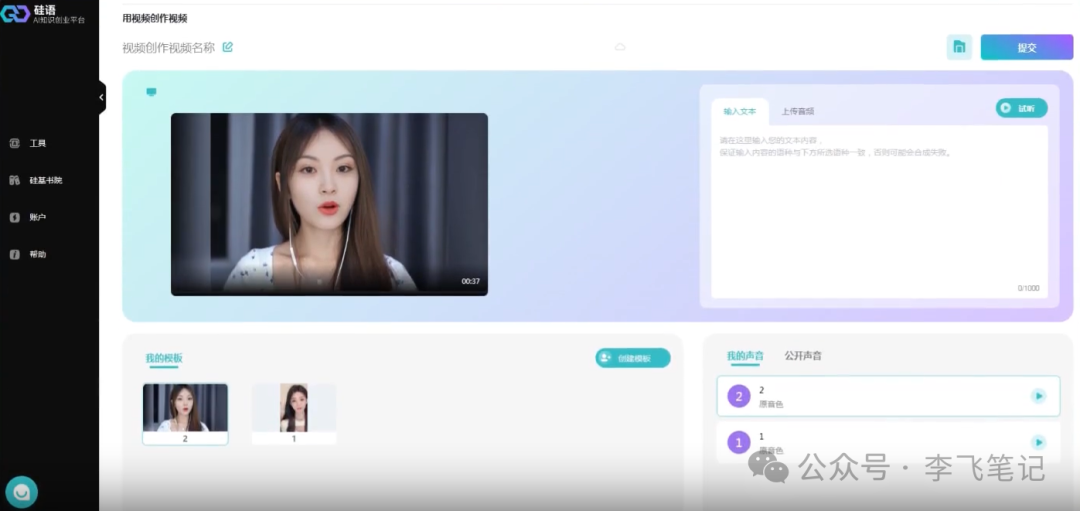 硅语
AI知识创业平台
工具
硅基书院
账户
帮助
用视频创作视频
视频创作视频名称
提交
00:37
输入文本
上传音频
试听
请在这里输入您的文本内容，
保证输入内容的语种与下方所选语种一致，否则可能会合成失败。
0/1000
我的模板
创建模板
2
1
我的声音
公开声音
2
2
原音色
1
1
原音色
公众号·李飞笔记